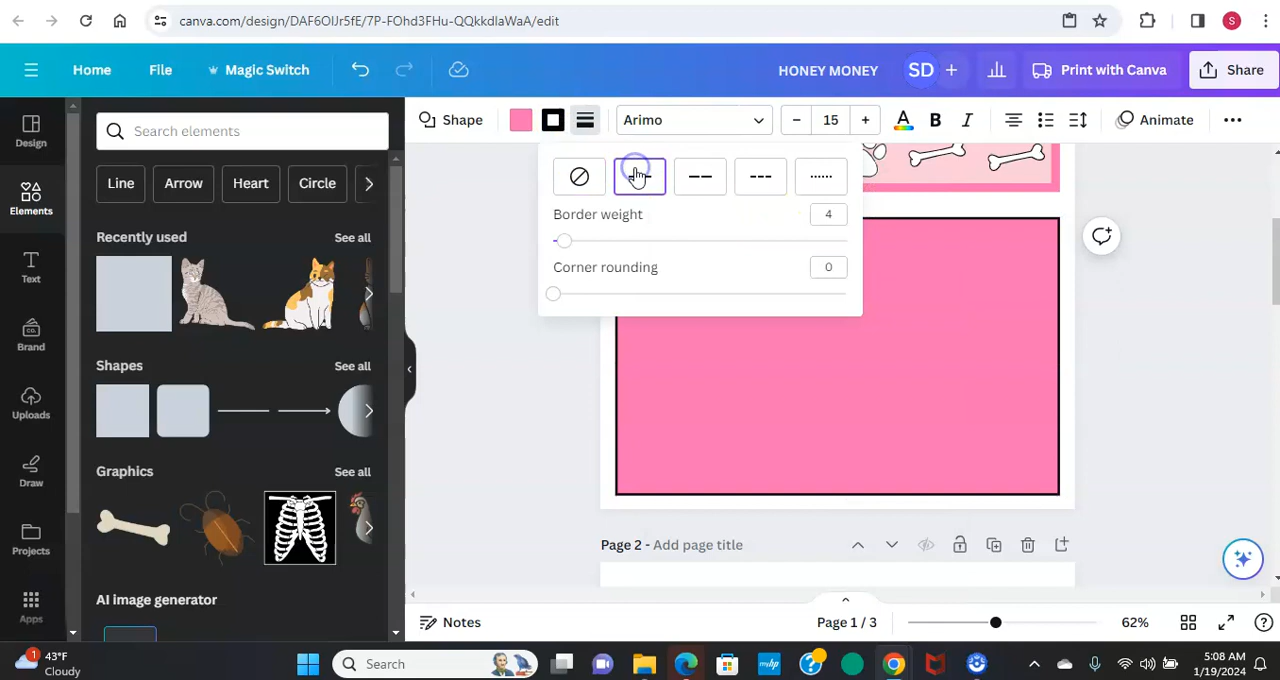 canva.com/design/DAF6OIJr5fE/7P-FOhd3FHu-QQkkdlaWaA/edit
S
Home
File
Magic Switch
HONEY MONEY
SD
Print with Canva
Share
Design
Elements
Text
Brand
CO.
Uploads
Draw
Projects
Apps
Search elements
Line
Arrow
Heart
Circle
Recently used
See all
Shapes
See all
Graphics
See all
AI image generator
Shape
Arimo
15
A
B
I
Animate
Border weight
4
Corner rounding
0
Page 2 - Add page title
Notes
Page 1 / 3
62%
1
43°F
Cloudy
Search
5:08 AM
1/19/2024